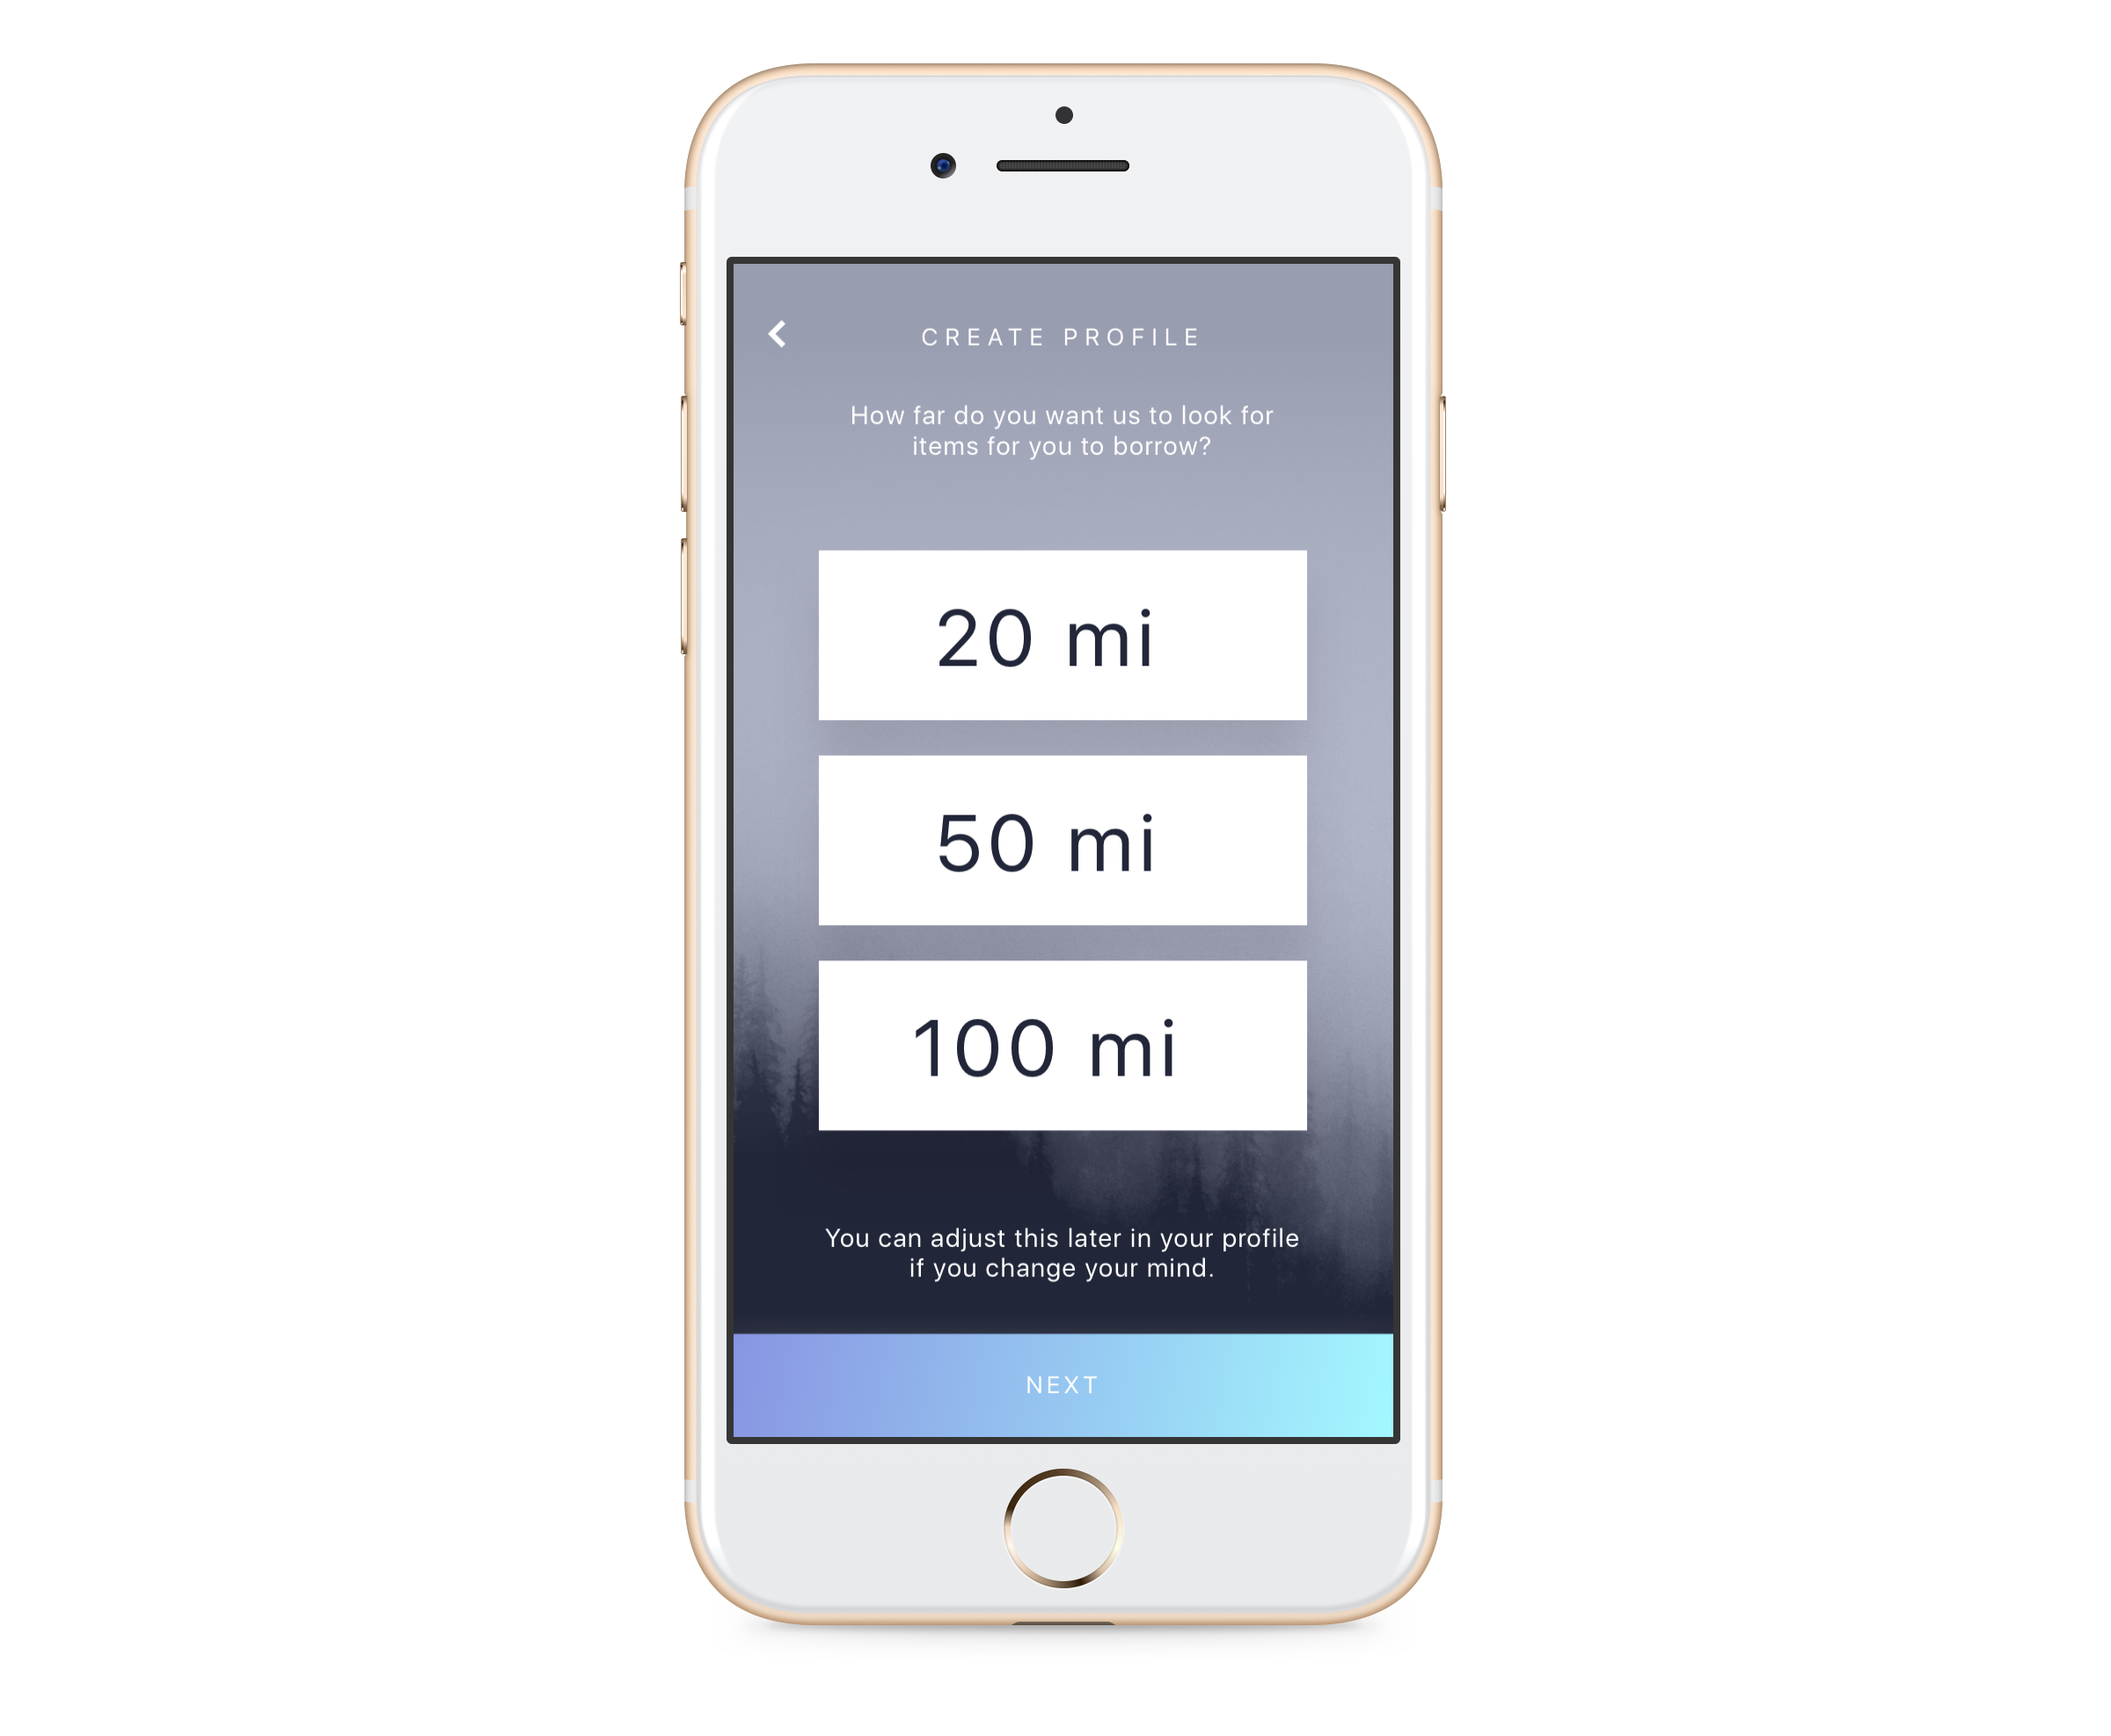 CREATE PROFILE
How far do you want us to look for
items for you to borrow?
20 mi
50 mi
100 mi
You can adjust this later in your profile
if you change your mind.
NEXT